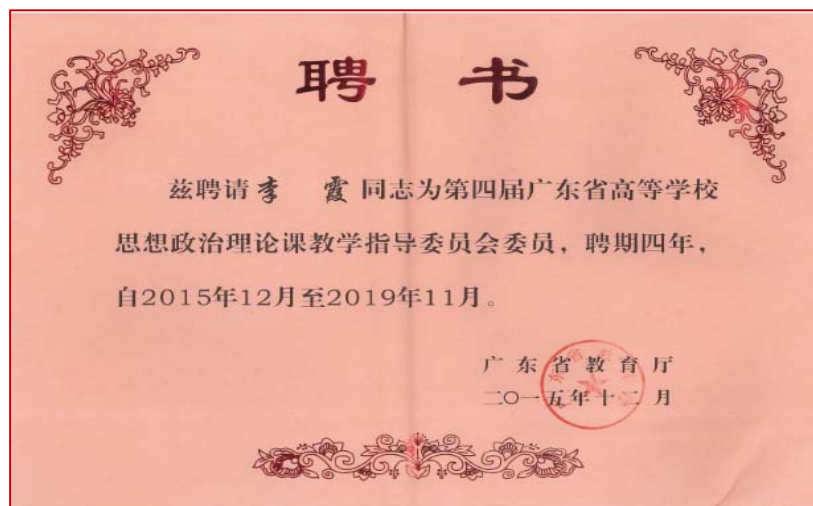 聘 书
兹聘请李 霞同志为第四届广东省高等学校
思想政治理论课教学指导委员会委员，聘期四年，
自2015年12月至2019年11月。
广东省教育厅
二〇一五年十二月